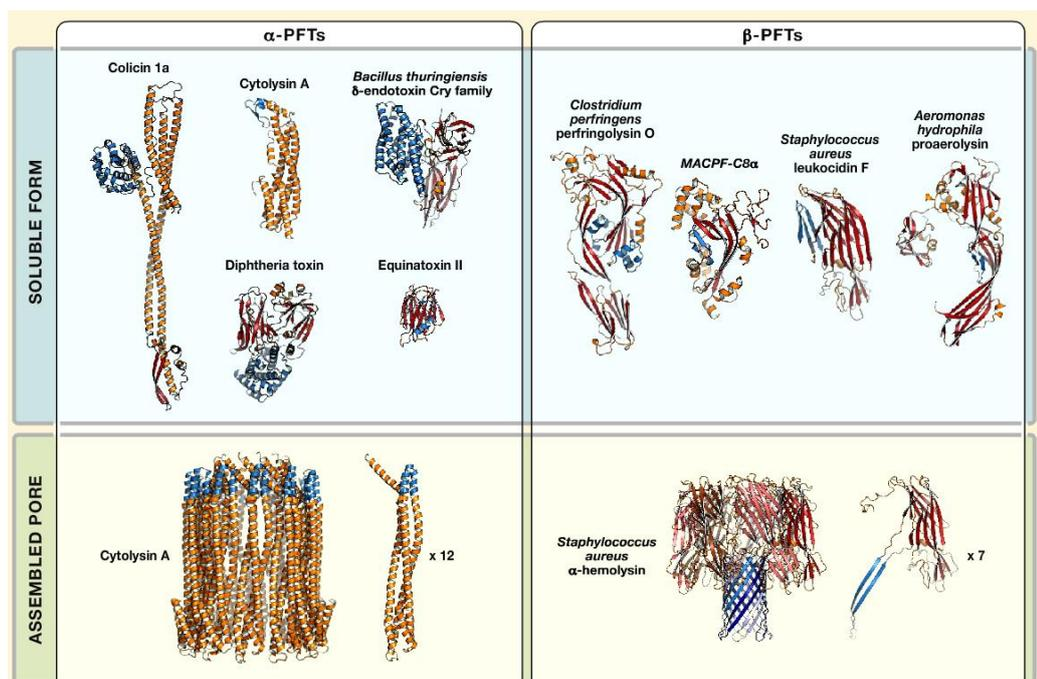 α-PFTs
β-PFTs
SOLUBLE FORM
Colicin 1a
Cytolysin A
Bacillus thuringiensis
δ-endotoxin Cry family
Diphtheria toxin
Equinatoxin II
Clostridium
perfringens
perfringolysin O
MACPF-C8α
Staphylococcus
aureus
leukocidin F
Aeromonas
hydrophila
proaerolysin
ASSEMBLED PORE
Cytolysin A
x 12
Staphylococcus
aureus
α-hemolysin
x 7